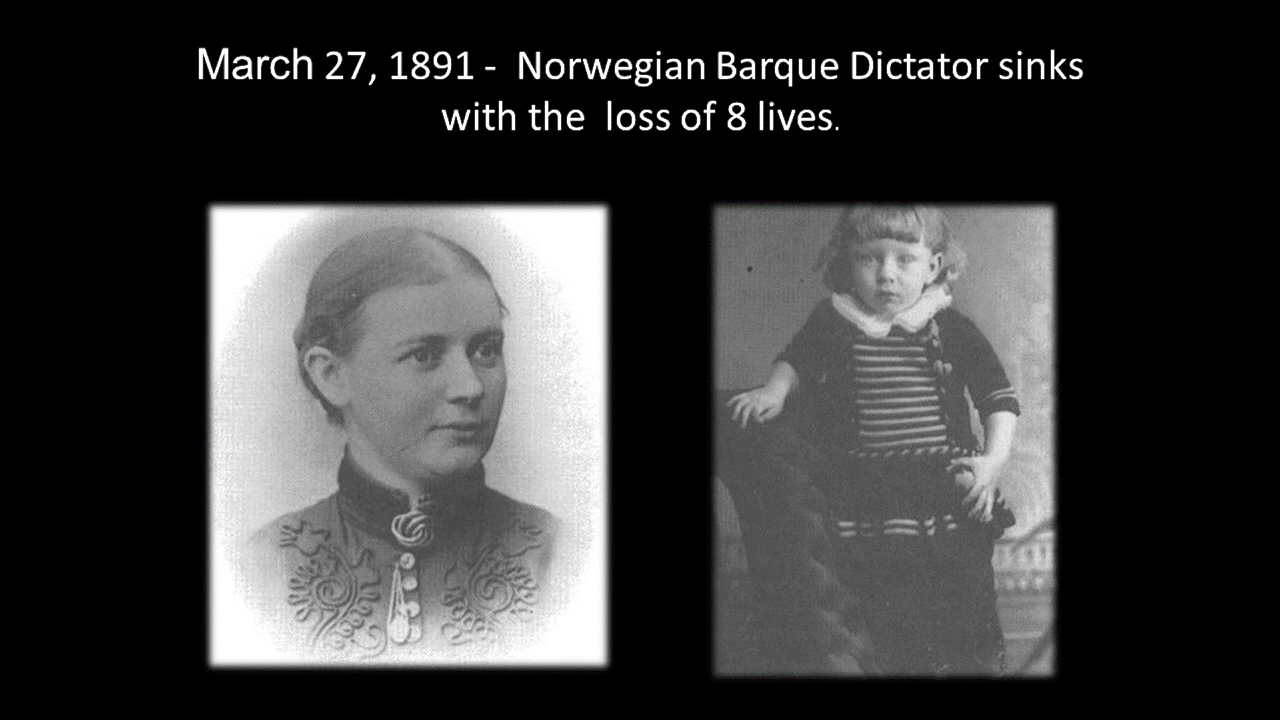 March 27, 1891 -  Norwegian Barque Dictator sinks
with the  loss of 8 lives.